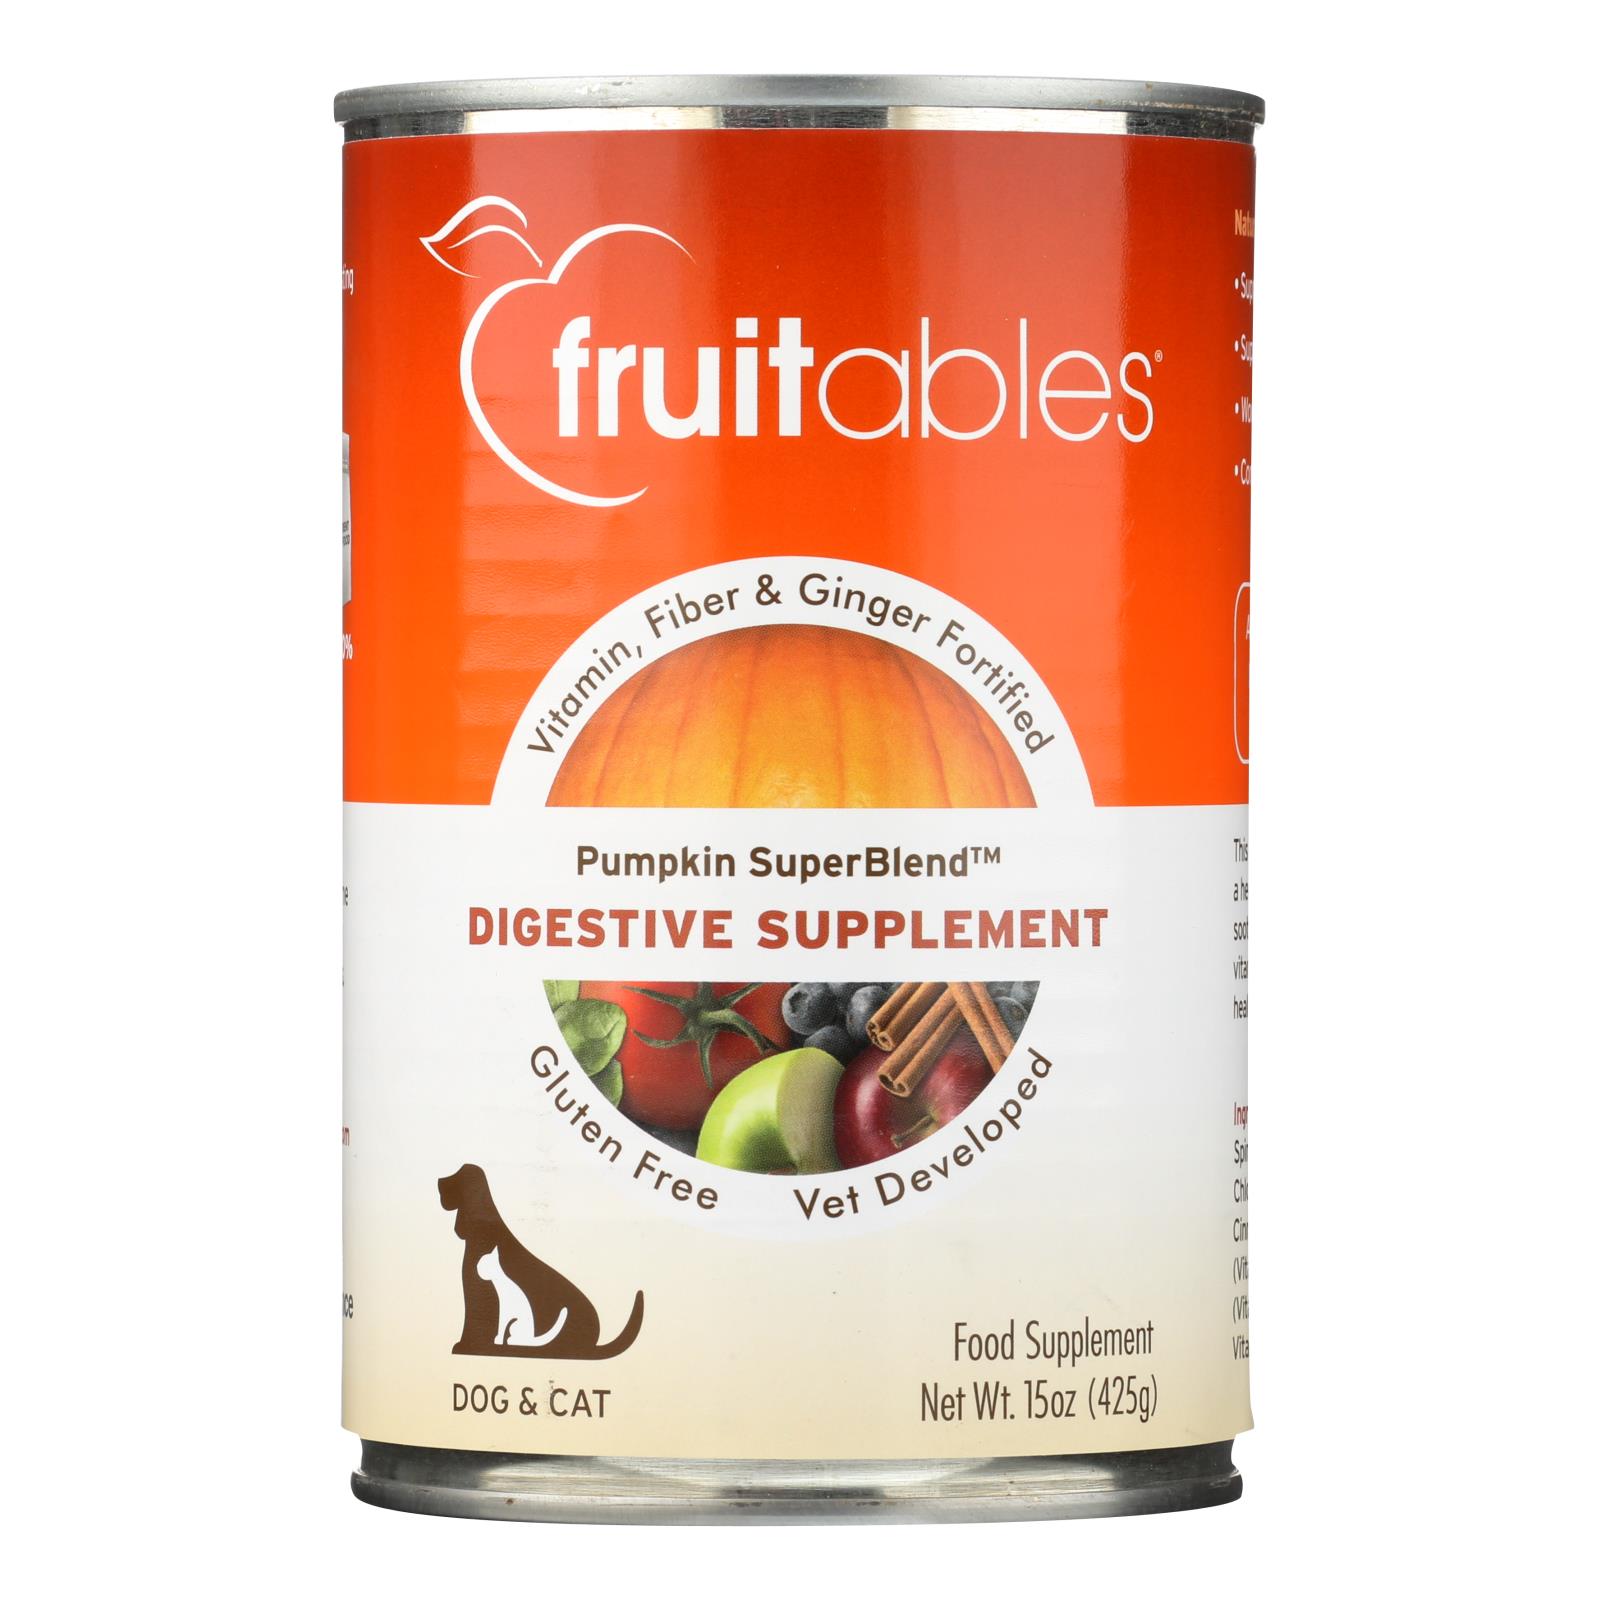 fruitables®
Vitamin, Fiber & Ginger Fortified
Pumpkin SuperBlend™
DIGESTIVE SUPPLEMENT
Gluten Free
Vet Developed
DOG & CAT
Food Supplement
Net Wt. 15oz (425g)